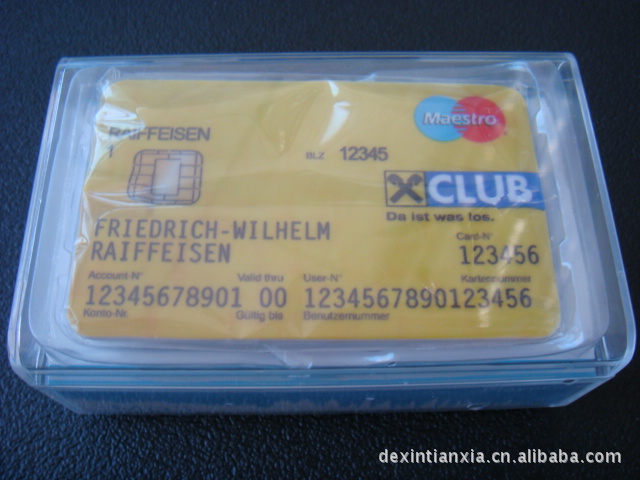 RAIFFEISEN
Maestro
BLZ 12345
CLUB
Da ist was los.
FRIEDRICH-WILHELM
RAIFFEISEN
Card-N°
123456
Kartennummer
Account-N° Valid thru User-N°
12345678901 00 1234567890123456
Konto-Nr. Gültig bis Benutzernummer
dexintianxia.cn.alibaba.com